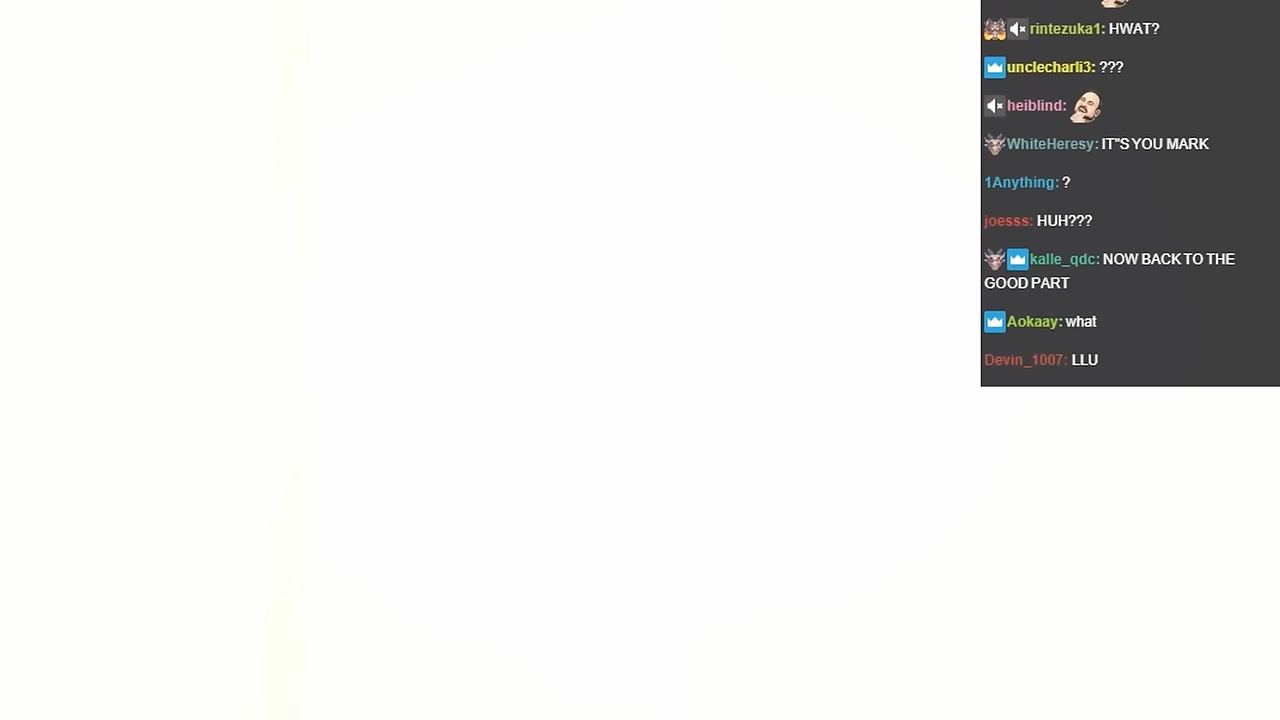 rintezuka1: HWAT?
unclecharli3: ???
heiblind:
WhiteHeresy: IT"S YOU MARK
1Anything: ?
joesss: HUH???
kalle_qdc: NOW BACK TO THE
GOOD PART
Aokaay: what
Devin_1007: LLU